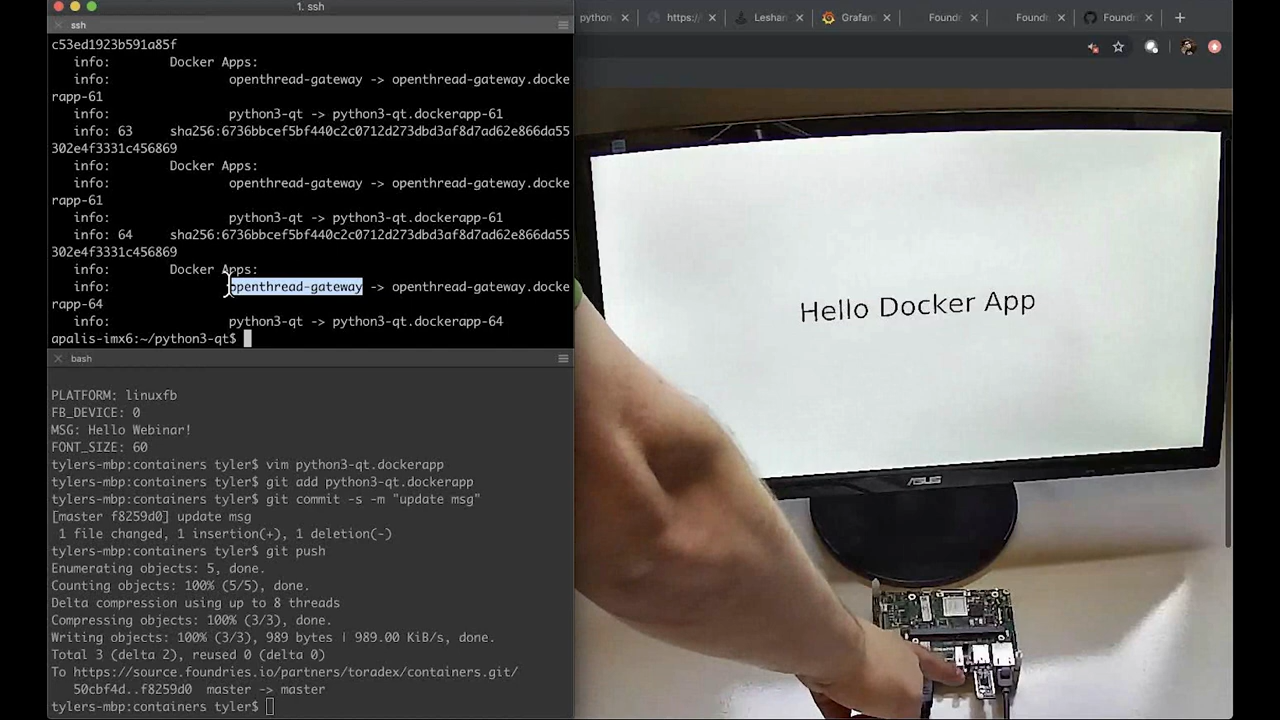 1. ssh
ssh
c53ed1923b591a85f
info: Docker Apps:
info: openthread-gateway -> openthread-gateway.docke
rapp-61
info: python3-qt -> python3-qt.dockerapp-61
info: 63 sha256:6736bbcef5bf440c2c0712d273dbd3af8d7ad62e866da55
302e4f3331c456869
info: Docker Apps:
info: openthread-gateway -> openthread-gateway.docke
rapp-61
info: python3-qt -> python3-qt.dockerapp-61
info: 64 sha256:6736bbcef5bf440c2c0712d273dbd3af8d7ad62e866da55
302e4f3331c456869
info: Docker Apps:
info: openthread-gateway -> openthread-gateway.docke
rapp-64
info: python3-qt -> python3-qt.dockerapp-64
apalis-imx6:~/python3-qt$
bash
PLATFORM: linuxfb
FB_DEVICE: 0
MSG: Hello Webinar!
FONT_SIZE: 60
tylers-mbp:containers tyler$ vim python3-qt.dockerapp
tylers-mbp:containers tyler$ git add python3-qt.dockerapp
tylers-mbp:containers tyler$ git commit -s -m "update msg"
[master f8259d0] update msg
1 file changed, 1 insertion(+), 1 deletion(-)
tylers-mbp:containers tyler$ git push
Enumerating objects: 5, done.
Counting objects: 100% (5/5), done.
Delta compression using up to 8 threads
Compressing objects: 100% (3/3), done.
Writing objects: 100% (3/3), 989 bytes | 989.00 KiB/s, done.
Total 3 (delta 2), reused 0 (delta 0)
To https://source.foundries.io/partners/toradex/containers.git/
50cbf4d..f8259d0 master -> master
tylers-mbp:containers tyler$
python https:/ Leshan Grafana Foundr Foundr Foundr
Hello Docker App
ASUS